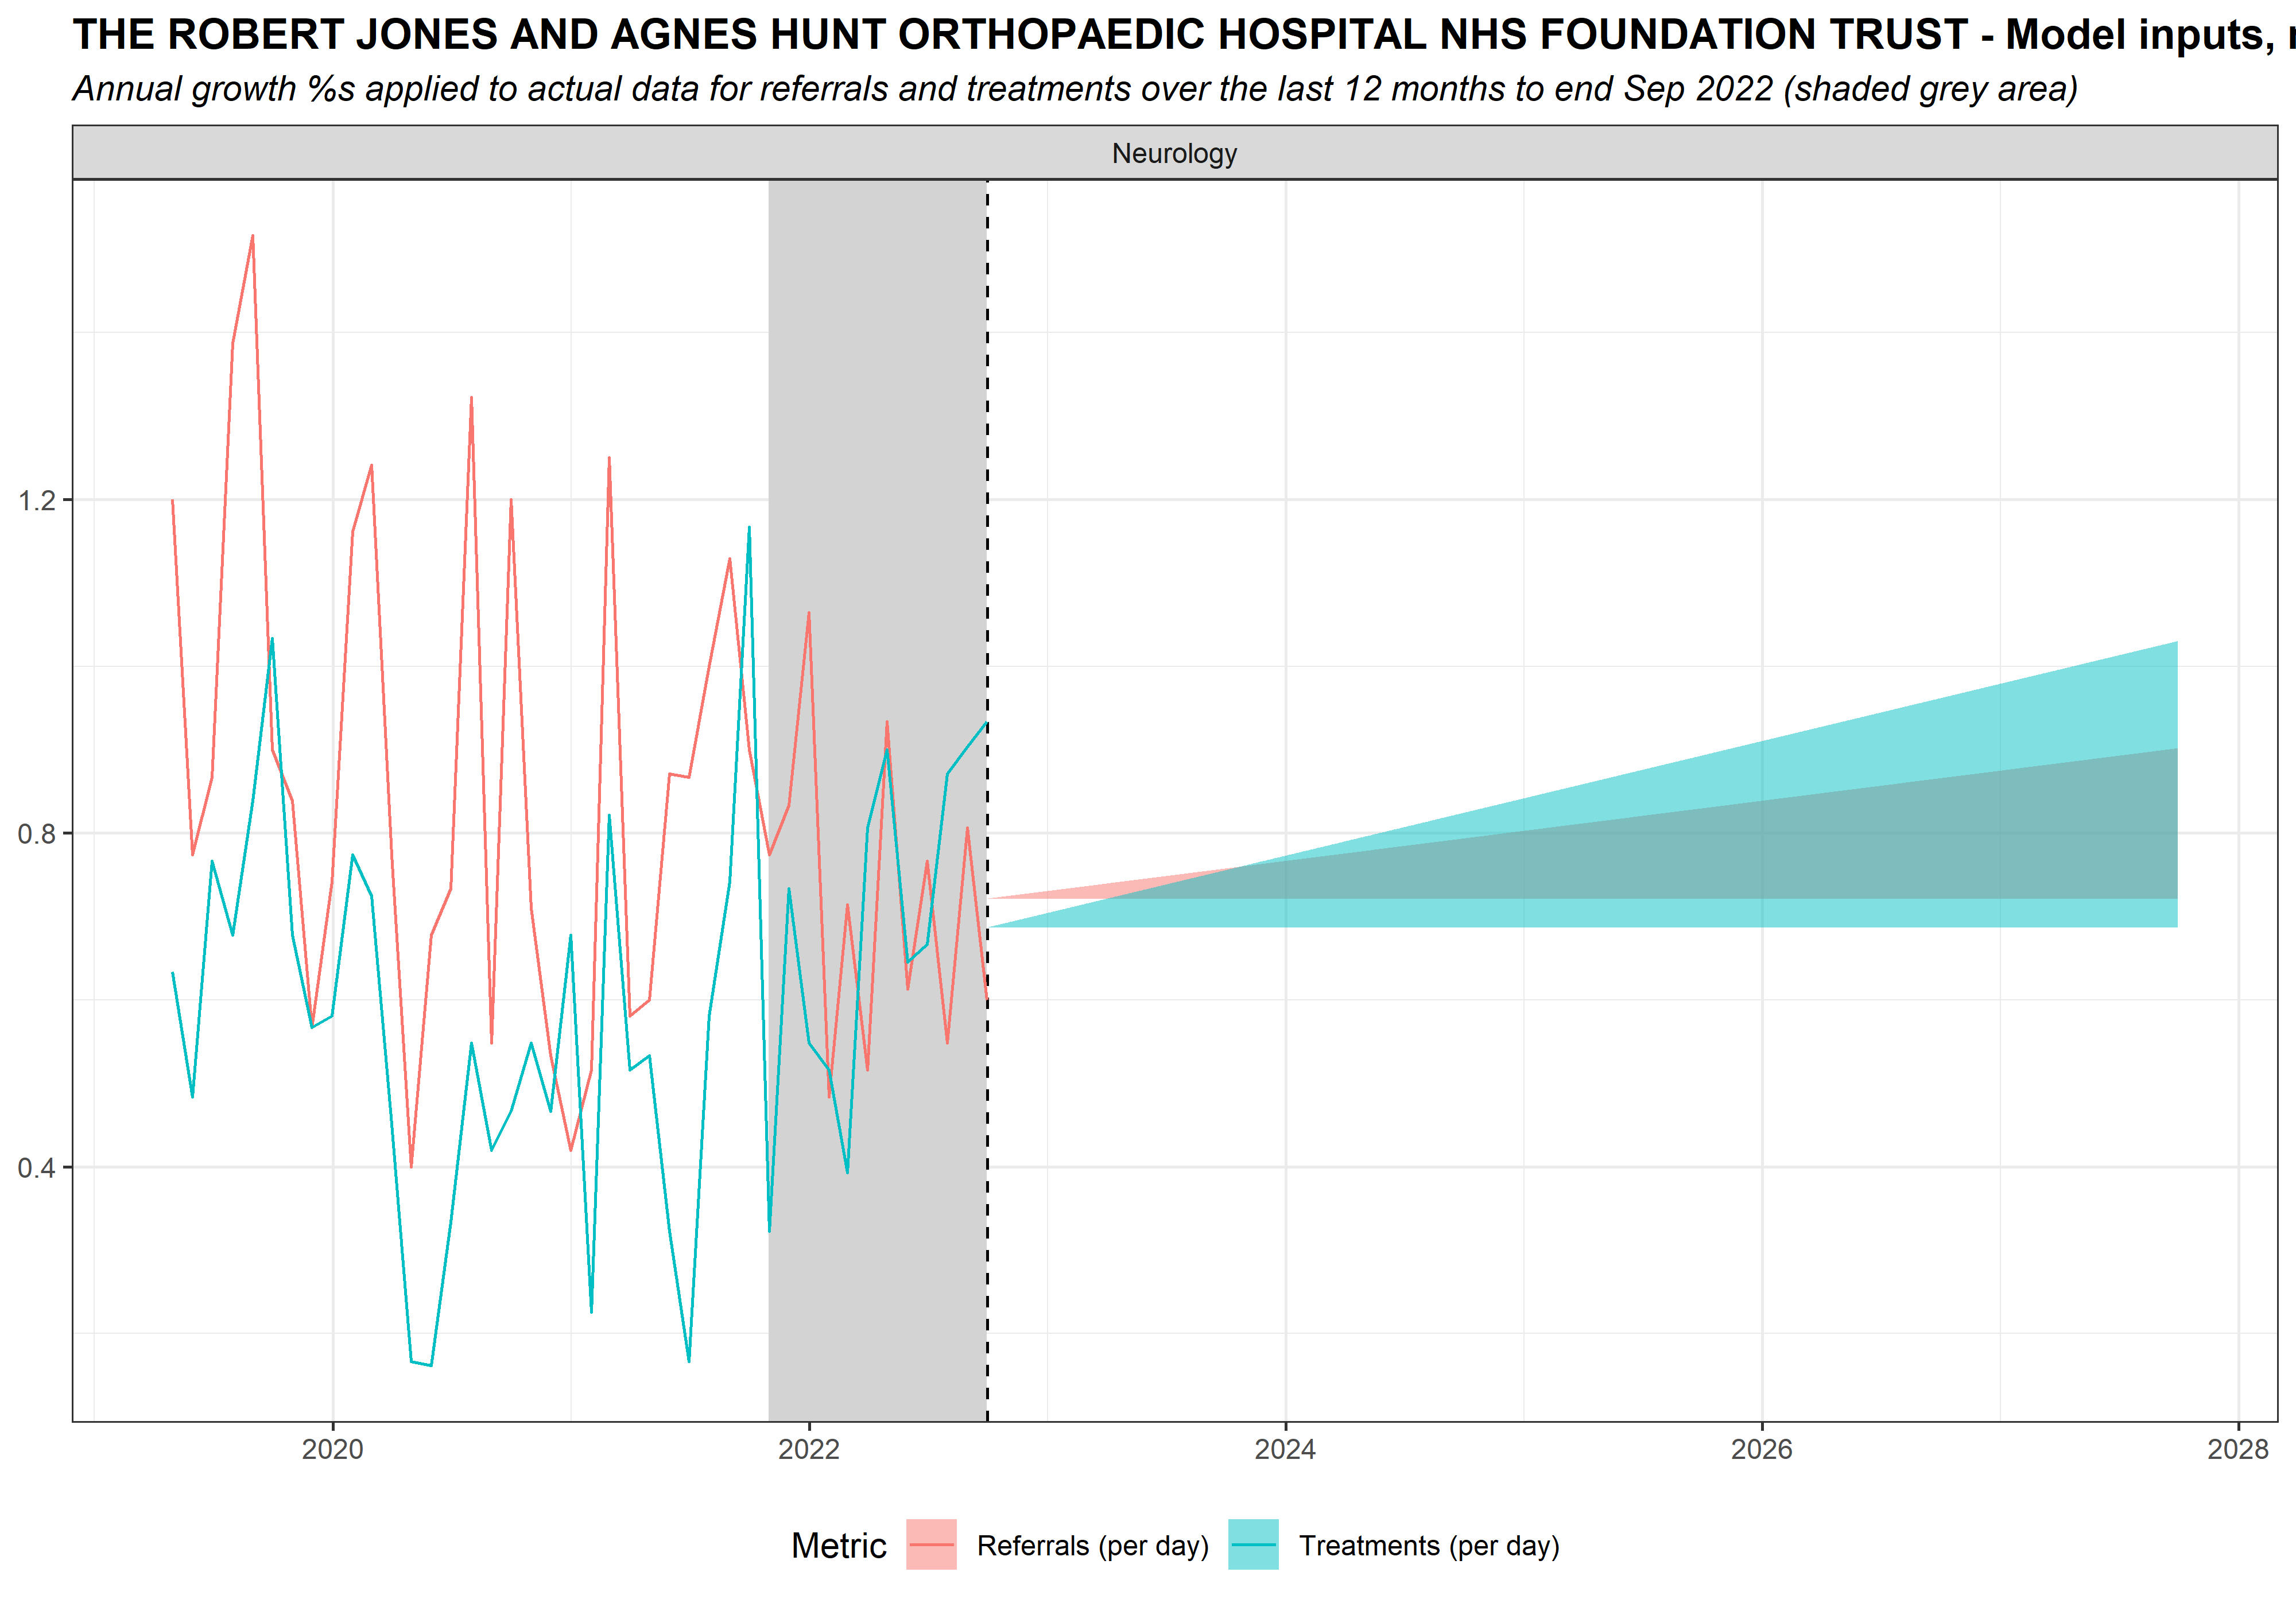 THE ROBERT JONES AND AGNES HUNT ORTHOPAEDIC HOSPITAL NHS FOUNDATION TRUST - Model inputs,
Annual growth %s applied to actual data for referrals and treatments over the last 12 months to end Sep 2022 (shaded grey area)
Neurology
1.2
0.8
0.4
2020 2022 2024 2026 2028
Metric Referrals (per day) Treatments (per day)